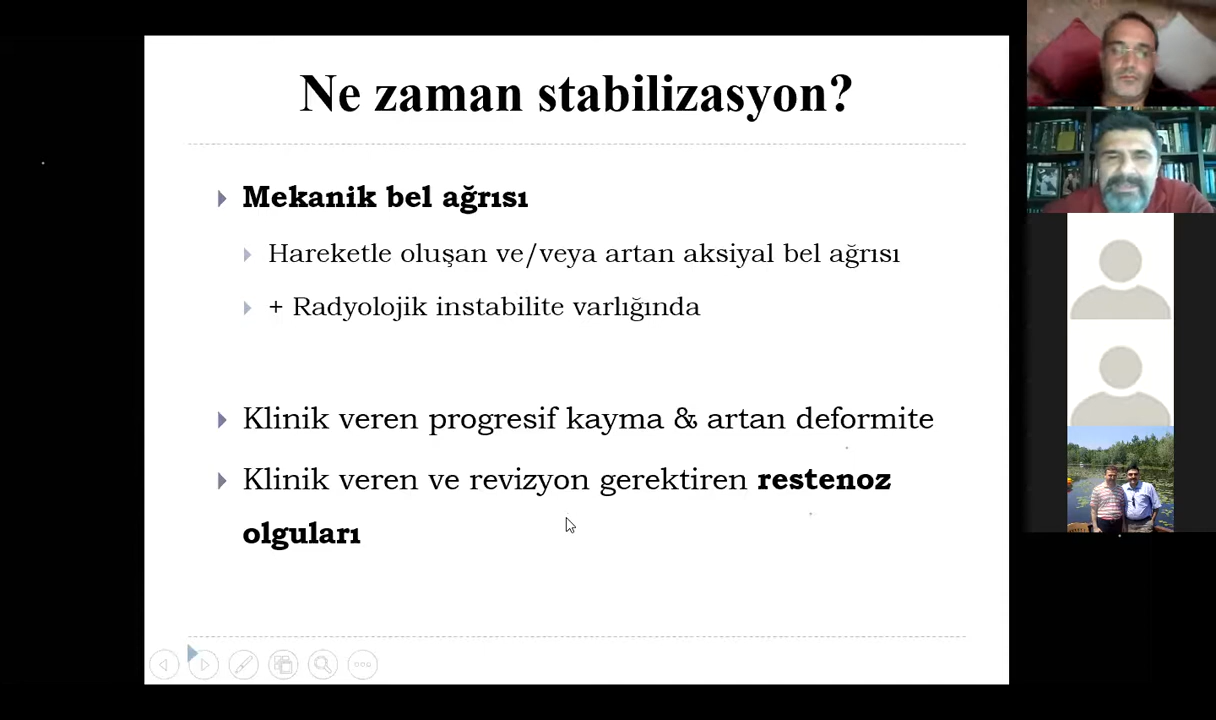 Ne zaman stabilizasyon?
Mekanik bel ağrısı
Hareketle oluşan ve/veya artan aksiyal bel ağrısı
+ Radyolojik instabilite varlığında
Klinik veren progresif kayma & artan deformite
Klinik veren ve revizyon gerektiren restenoz
olguları